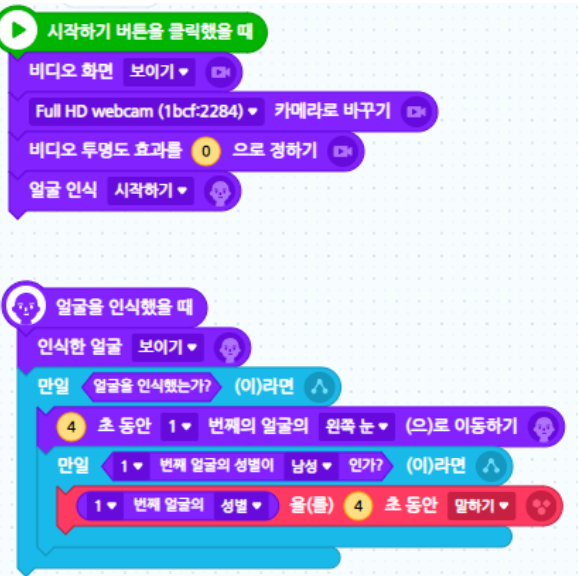 시작하기 버튼을 클릭했을 때
비디오 화면 보이기
Full HD webcam (1bcf:2284) 카메라로 바꾸기
비디오 투명도 효과를 0 으로 정하기
얼굴 인식 시작하기
얼굴을 인식했을 때
인식한 얼굴 보이기
만일 얼굴을 인식했는가? (이)라면
4 초 동안 1 번째의 얼굴의 왼쪽 눈 (으)로 이동하기
만일 1 번째 얼굴의 성별이 남성 인가? (이)라면
1 번째 얼굴의 성별 을(를) 4 초 동안 말하기